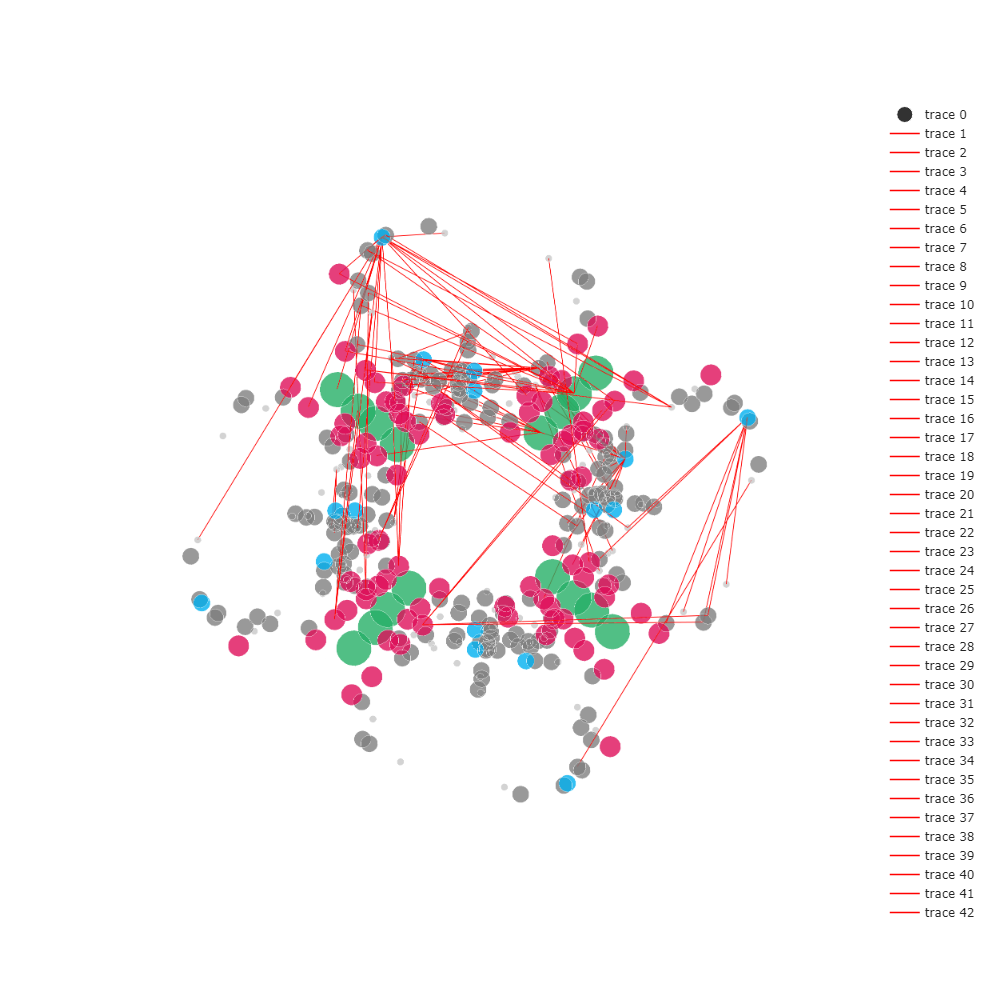 trace 0
trace 1
trace 2
trace 3
trace 4
trace 5
trace 6
trace 7
trace 8
trace 9
trace 10
trace 11
trace 12
trace 13
trace 14
trace 15
trace 16
trace 17
trace 18
trace 19
trace 20
trace 21
trace 22
trace 23
trace 24
trace 25
trace 26
trace 27
trace 28
trace 29
trace 30
trace 31
trace 32
trace 33
trace 34
trace 35
trace 36
trace 37
trace 38
trace 39
trace 40
trace 41
trace 42